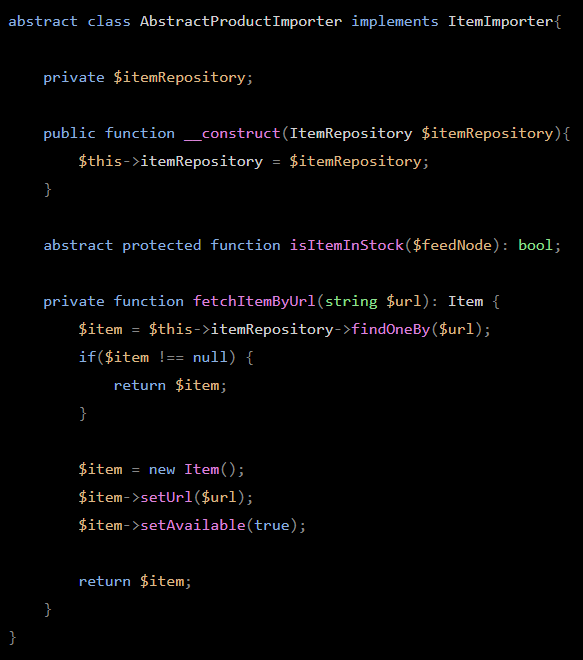 abstract class AbstractProductImporter implements ItemImporter{
private $itemRepository;
public function __construct(ItemRepository $itemRepository){
$this->itemRepository = $itemRepository;
}
abstract protected function isItemInStock($feedNode): bool;
private function fetchItemByUrl(string $url): Item {
$item = $this->itemRepository->findOneBy($url);
if($item !== null) {
return $item;
}
$item = new Item();
$item->setUrl($url);
$item->setAvailable(true);
return $item;
}
}